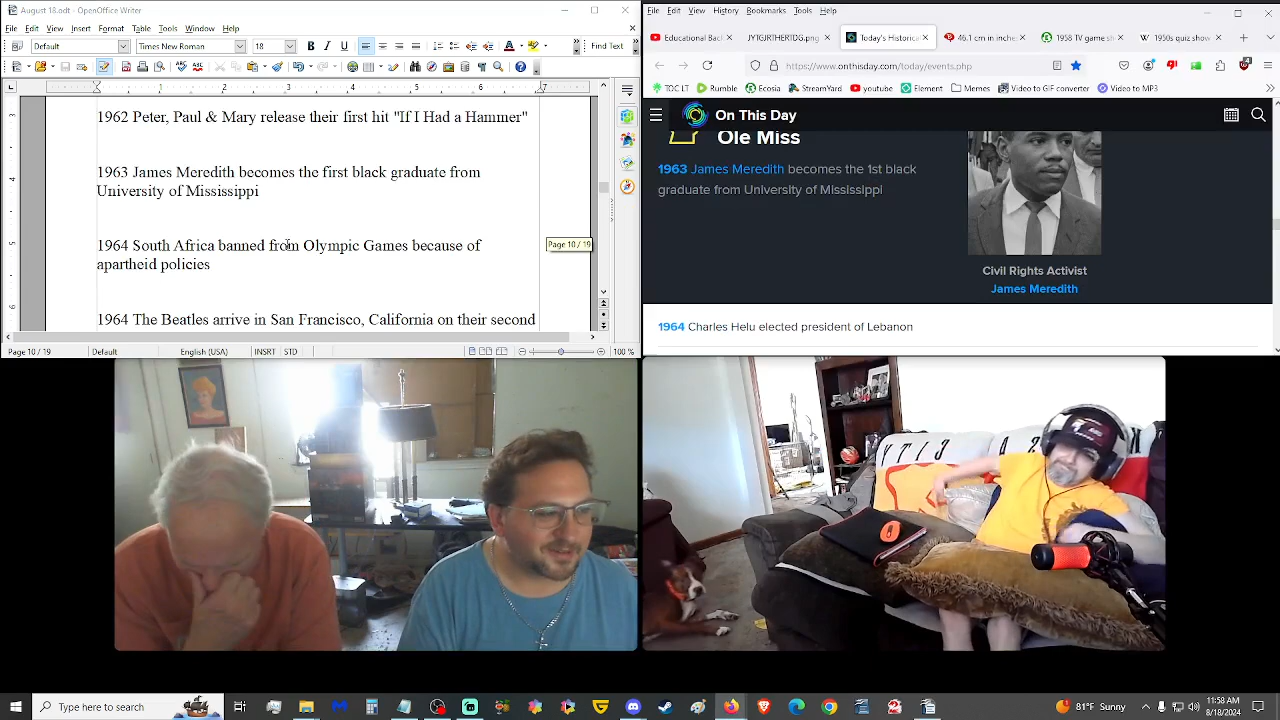 August 18.odt - OpenOffice Writer
File Edit View Insert Format Table Tools Window Help
Default Times New Roman 18 Find Text
1962 Peter, Paul & Mary release their first hit "If I Had a Hammer"
1963 James Meredith becomes the first black graduate from
University of Mississippi
1964 South Africa banned from Olympic Games because of
apartheid policies
1964 The Beatles arrive in San Francisco, California on their second
Page 10 / 19
Page 10 / 19 Default English (USA) INSRT STD 100 %
File Edit View History Bookmarks Tools Help
Educational Back
JYTGJRTHERTDG.png
Today's Historica
46.1 cm in inche
1958 TV game sh
1950s quiz show
https://www.onthisday.com/today/events.php
TOC LT Rumble Ecosia StreamYard youtube Element Memes Video to GIF converter Video to MP3
On This Day
Ole Miss
1963 James Meredith becomes the 1st black
graduate from University of Mississippi
Civil Rights Activist
James Meredith
1964 Charles Helu elected president of Lebanon
Type here to search
81°F Sunny
11:59 AM
8/18/2024